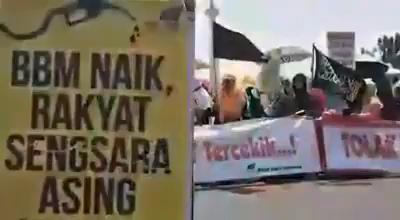 BBM NAIK,
RAKYAT
SENGSARA
ASING
Tercekik....!
TOLAK